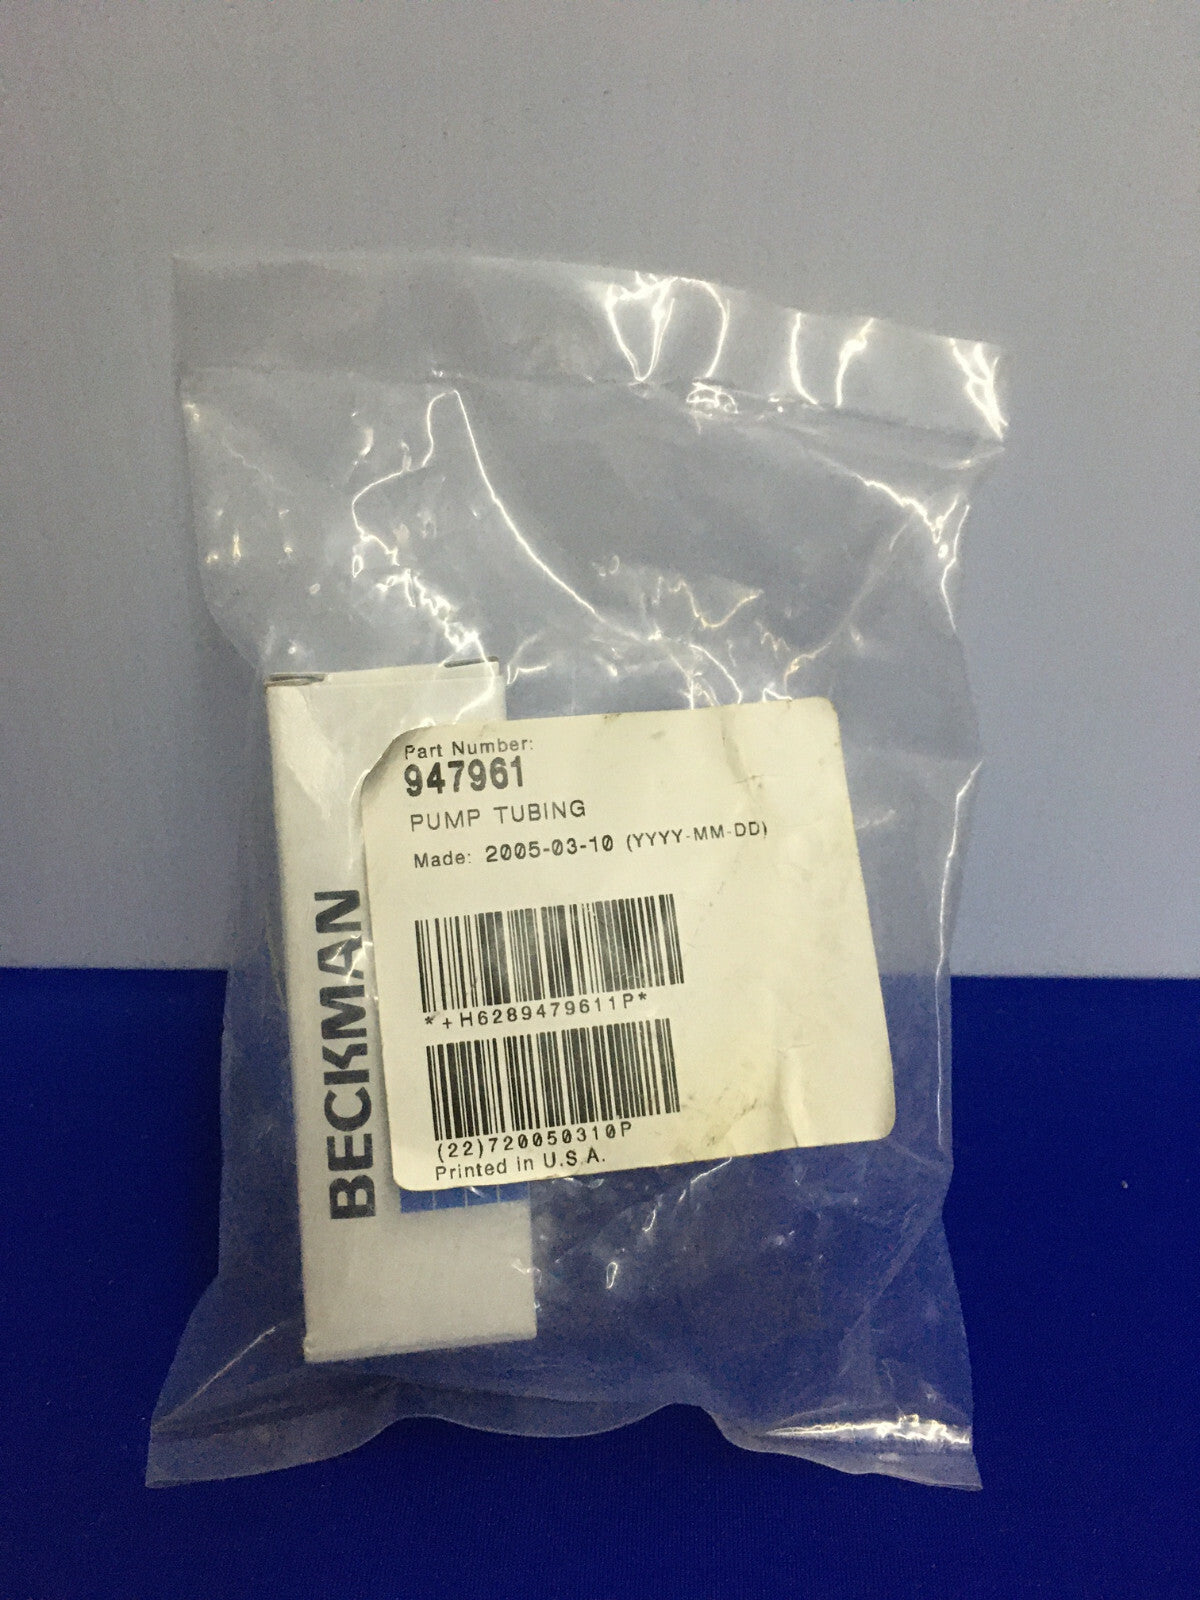 Part Number:
947961
PUMP TUBING
Made: 2005-03-10 (YYYY-MM-DD)
*+H6289479611P*
(22)720050310P
Printed in U.S.A.
BECKMAN